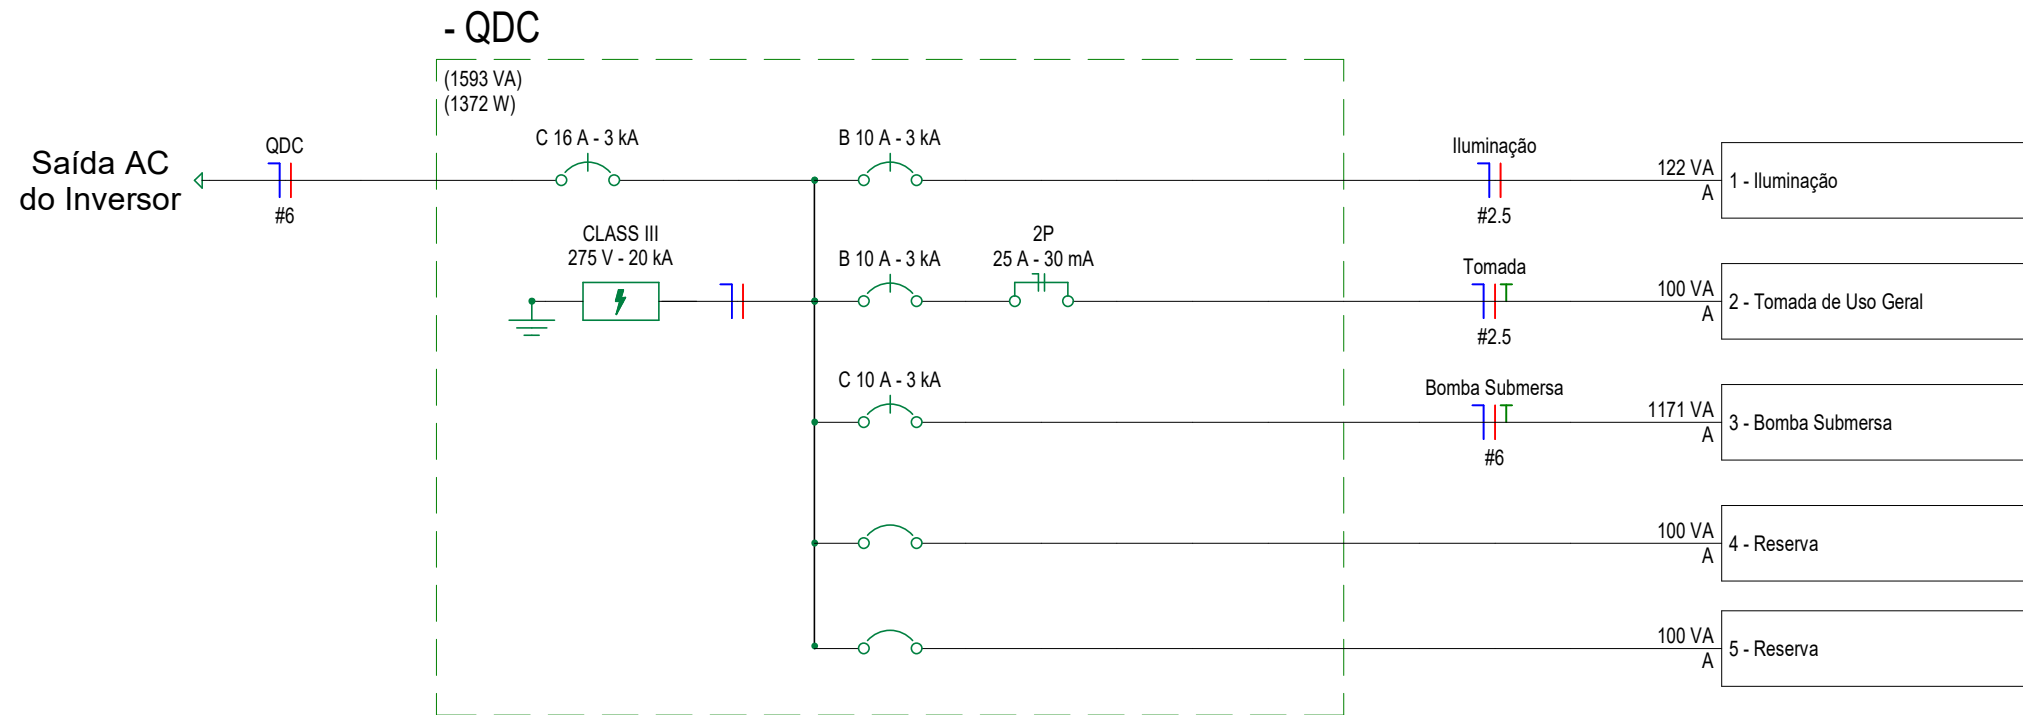 - QDC
(1593 VA)
(1372 W)
Saída AC
do Inversor
QDC
#6
C 16 A - 3 kA
B 10 A - 3 kA
Iluminação
#2.5
122 VA
A
1 - Iluminação
CLASS III
275 V - 20 kA
B 10 A - 3 kA
2P
25 A - 30 mA
Tomada
#2.5
100 VA
A
2 - Tomada de Uso Geral
C 10 A - 3 kA
Bomba Submersa
#6
1171 VA
A
3 - Bomba Submersa
100 VA
A
4 - Reserva
100 VA
A
5 - Reserva